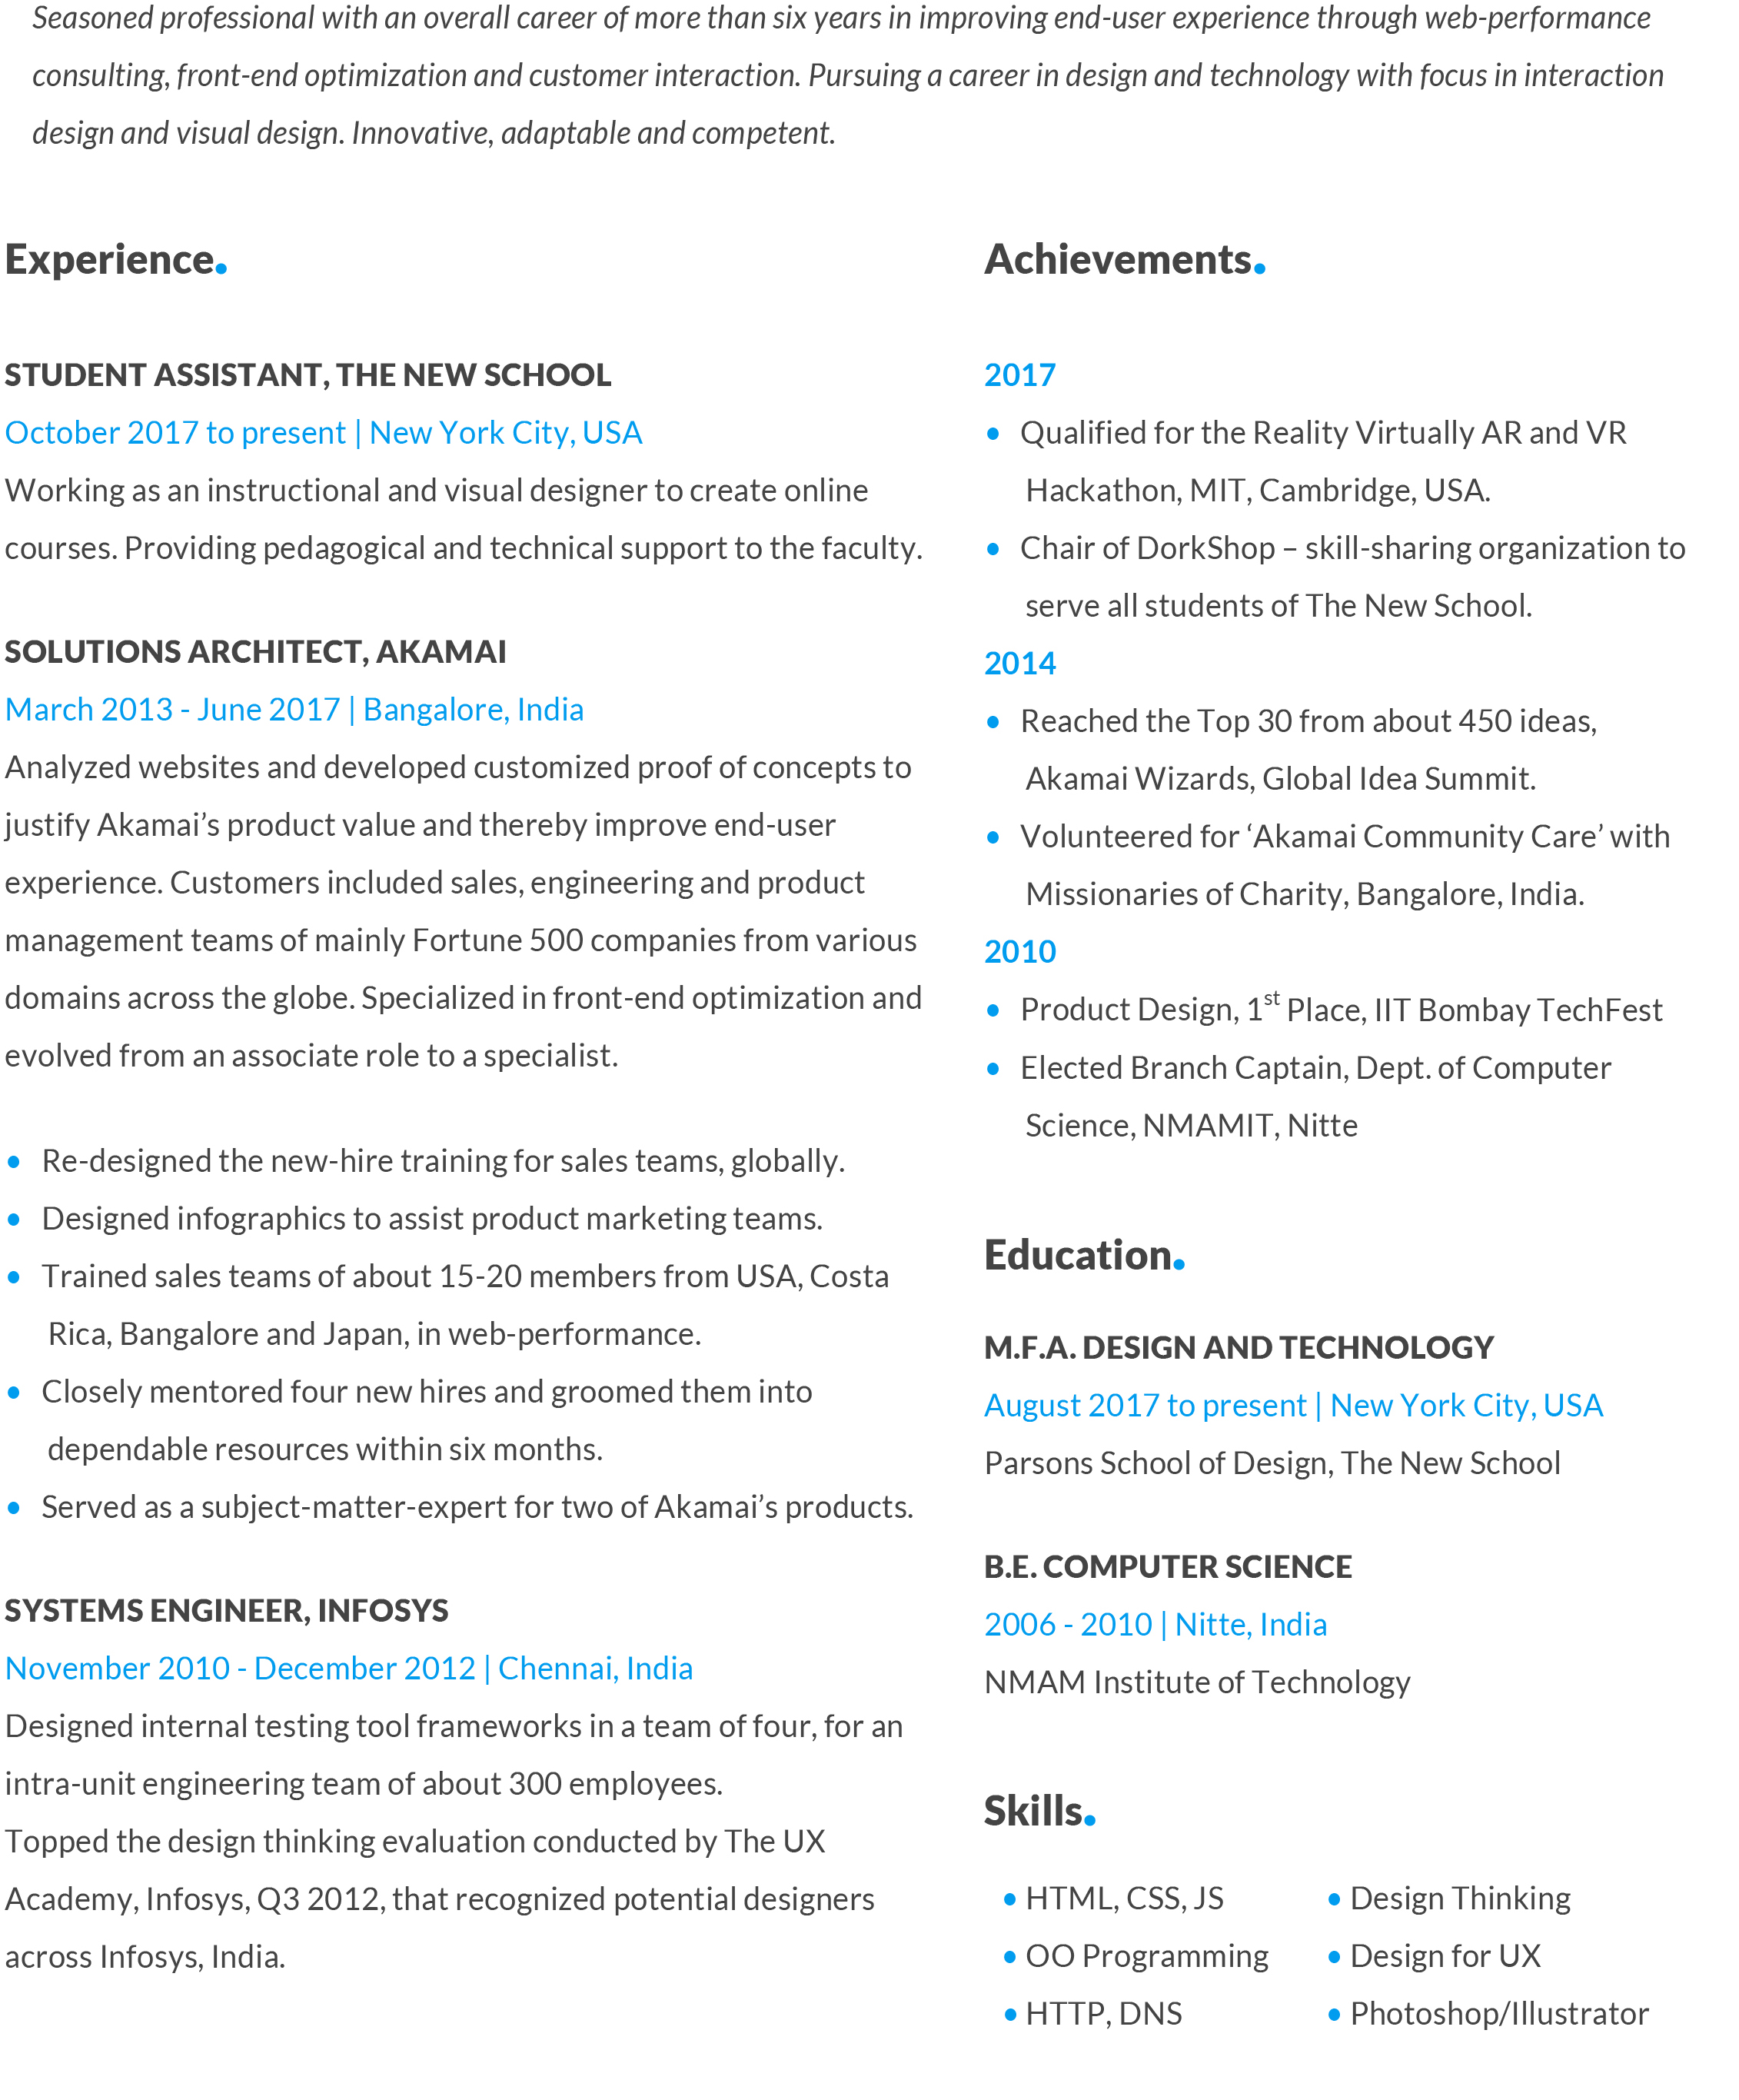 Seasoned professional with an overall career of more than six years in improving end-user experience through web-performance
consulting, front-end optimization and customer interaction. Pursuing a career in design and technology with focus in interaction
design and visual design. Innovative, adaptable and competent.
Experience.
STUDENT ASSISTANT, THE NEW SCHOOL
October 2017 to present | New York City, USA
Working as an instructional and visual designer to create online
courses. Providing pedagogical and technical support to the faculty.
SOLUTIONS ARCHITECT, AKAMAI
March 2013 - June 2017 | Bangalore, India
Analyzed websites and developed customized proof of concepts to
justify Akamai’s product value and thereby improve end-user
experience. Customers included sales, engineering and product
management teams of mainly Fortune 500 companies from various
domains across the globe. Specialized in front-end optimization and
evolved from an associate role to a specialist.
• Re-designed the new-hire training for sales teams, globally.
• Designed infographics to assist product marketing teams.
• Trained sales teams of about 15-20 members from USA, Costa
Rica, Bangalore and Japan, in web-performance.
• Closely mentored four new hires and groomed them into
dependable resources within six months.
• Served as a subject-matter-expert for two of Akamai’s products.
SYSTEMS ENGINEER, INFOSYS
November 2010 - December 2012 | Chennai, India
Designed internal testing tool frameworks in a team of four, for an
intra-unit engineering team of about 300 employees.
Topped the design thinking evaluation conducted by The UX
Academy, Infosys, Q3 2012, that recognized potential designers
across Infosys, India.
Achievements.
2017
• Qualified for the Reality Virtually AR and VR
Hackathon, MIT, Cambridge, USA.
• Chair of DorkShop – skill-sharing organization to
serve all students of The New School.
2014
• Reached the Top 30 from about 450 ideas,
Akamai Wizards, Global Idea Summit.
• Volunteered for ‘Akamai Community Care’ with
Missionaries of Charity, Bangalore, India.
2010
• Product Design, 1st Place, IIT Bombay TechFest
• Elected Branch Captain, Dept. of Computer
Science, NMAMIT, Nitte
Education.
M.F.A. DESIGN AND TECHNOLOGY
August 2017 to present | New York City, USA
Parsons School of Design, The New School
B.E. COMPUTER SCIENCE
2006 - 2010 | Nitte, India
NMAM Institute of Technology
Skills.
• HTML, CSS, JS
• OO Programming
• HTTP, DNS
• Design Thinking
• Design for UX
• Photoshop/Illustrator